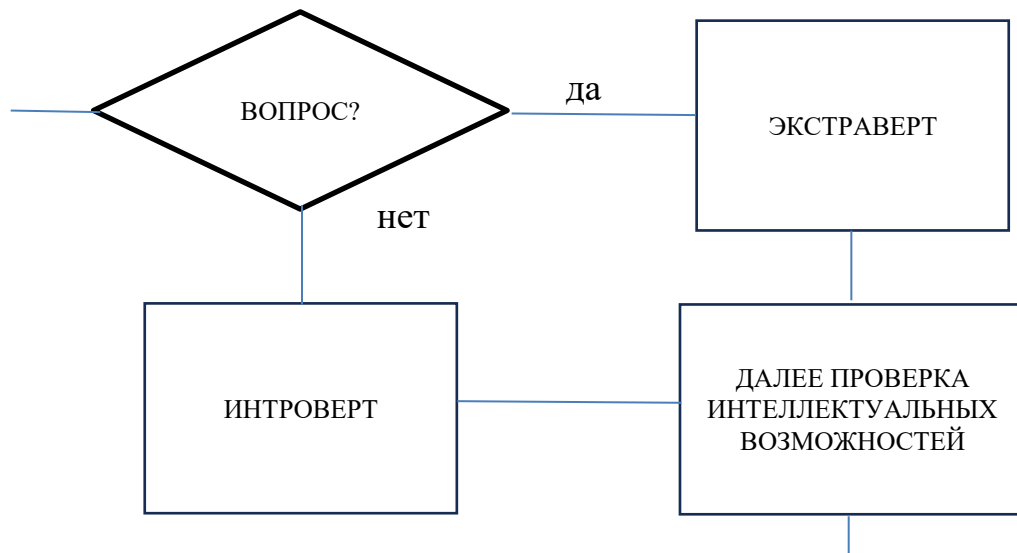 ВОПРОС?
да
ЭКСТРАВЕРТ
нет
ИНТРОВЕРТ
ДАЛЕЕ ПРОВЕРКА
ИНТЕЛЛЕКТУАЛЬНЫХ
ВОЗМОЖНОСТЕЙ